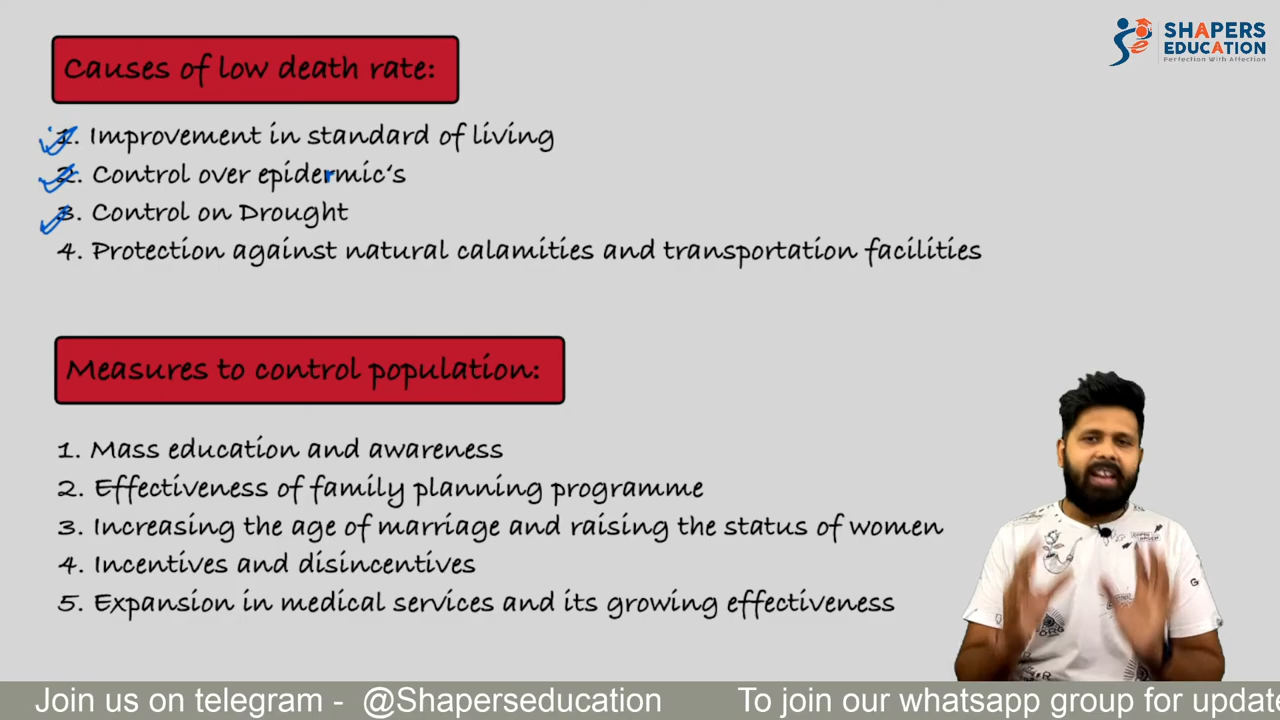 SHAPERS
EDUCATION
Perfection With Affection
Causes of low death rate:
1. Improvement in standard of living
2. Control over epidermic's
3. Control on Drought
4. Protection against natural calamities and transportation facilities
Measures to control population:
1. Mass education and awareness
2. Effectiveness of family planning programme
3. Increasing the age of marriage and raising the status of women
4. Incentives and disincentives
5. Expansion in medical services and its growing effectiveness
Join us on telegram - @Shaperseducation To join our whatsapp group for update